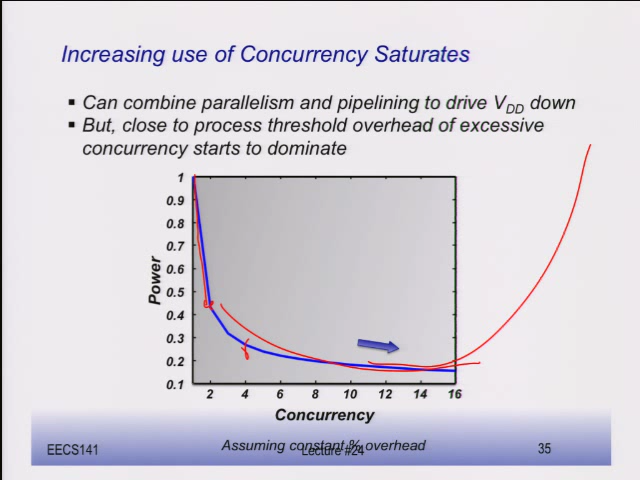 Increasing use of Concurrency Saturates
▪ Can combine parallelism and pipelining to drive VDD down
▪ But, close to process threshold overhead of excessive
concurrency starts to dominate
1
0.9
0.8
0.7
0.6
0.5
0.4
0.3
0.2
0.1
Power
2 4 6 8 10 12 14 16
Concurrency
Assuming constant % overhead
EECS141
Lecture #24
35